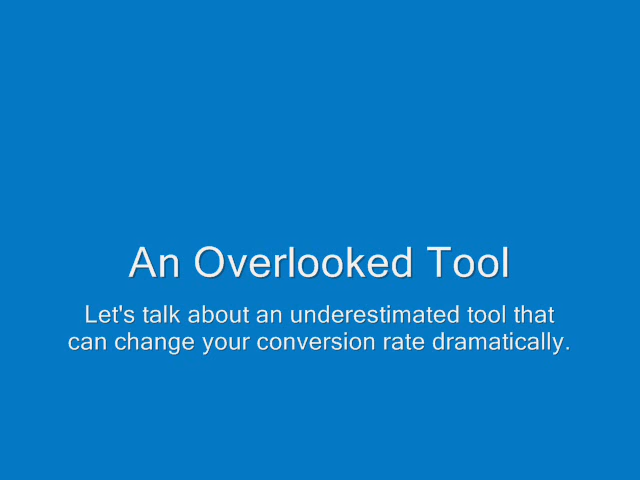 An Overlooked Tool
Let's talk about an underestimated tool that
can change your conversion rate dramatically.